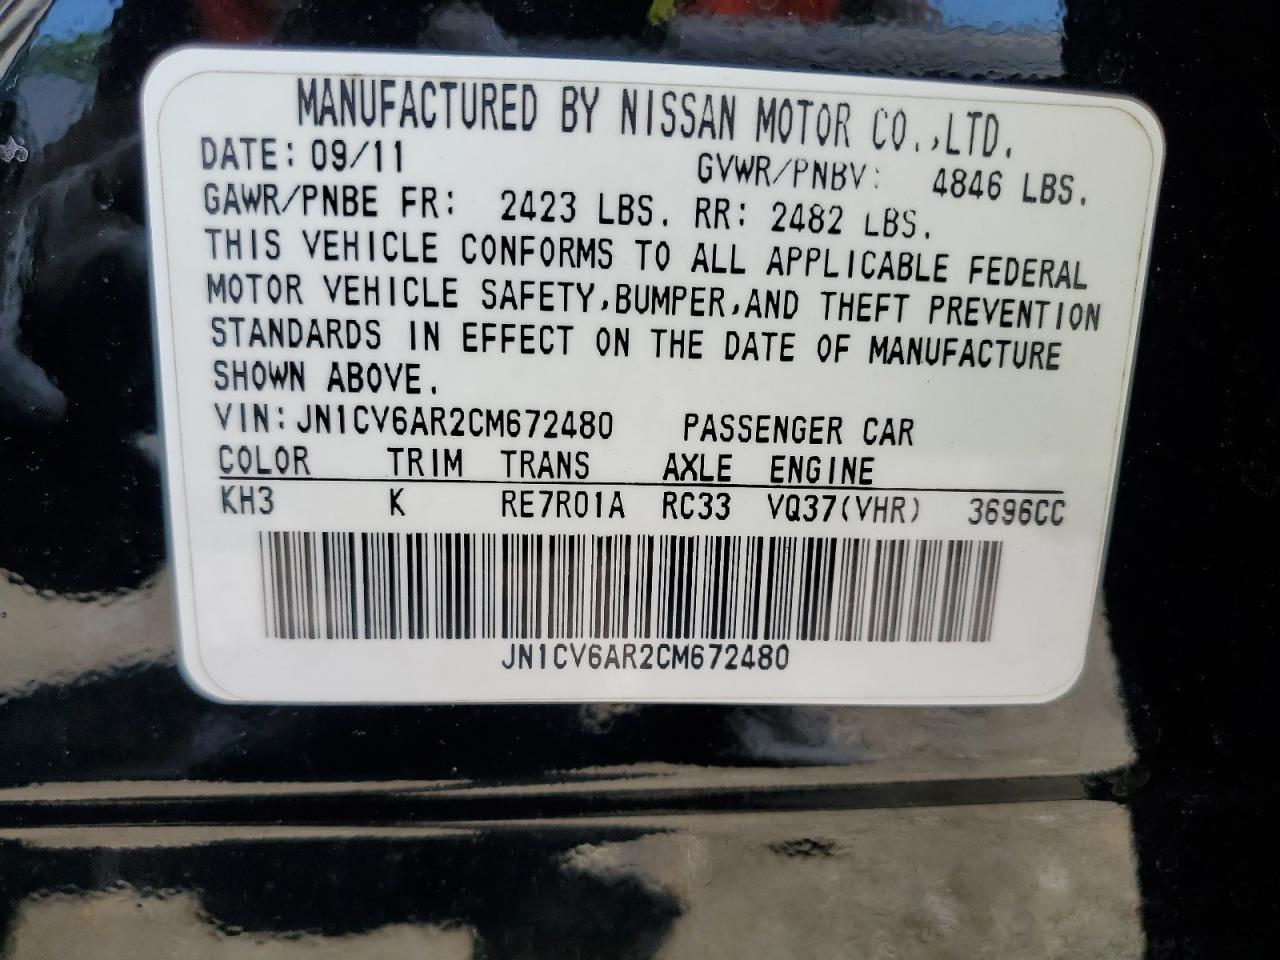 MANUFACTURED BY NISSAN MOTOR CO.,LTD.
DATE: 09/11 GVWR/PNBV: 4846 LBS.
GAWR/PNBE FR: 2423 LBS. RR: 2482 LBS.
THIS VEHICLE CONFORMS TO ALL APPLICABLE FEDERAL
MOTOR VEHICLE SAFETY,BUMPER,AND THEFT PREVENTION
STANDARDS IN EFFECT ON THE DATE OF MANUFACTURE
SHOWN ABOVE.
VIN:JN1CV6AR2CM672480 PASSENGER CAR
COLOR TRIM TRANS AXLE ENGINE
KH3 K RE7R01A RC33 VQ37(VHR) 3696CC
JN1CV6AR2CM672480